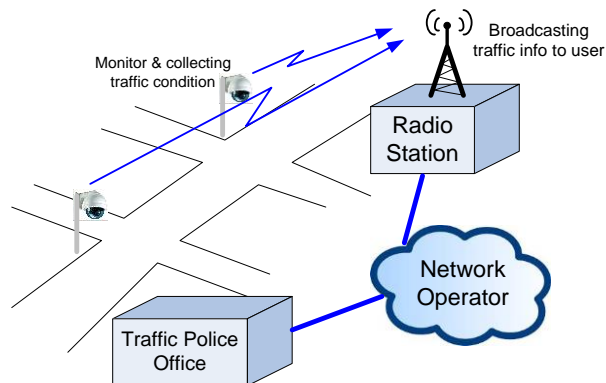 Broadcasting
traffic info to user
Monitor & collecting
traffic condition
Radio
Station
Network
Operator
Traffic Police
Office